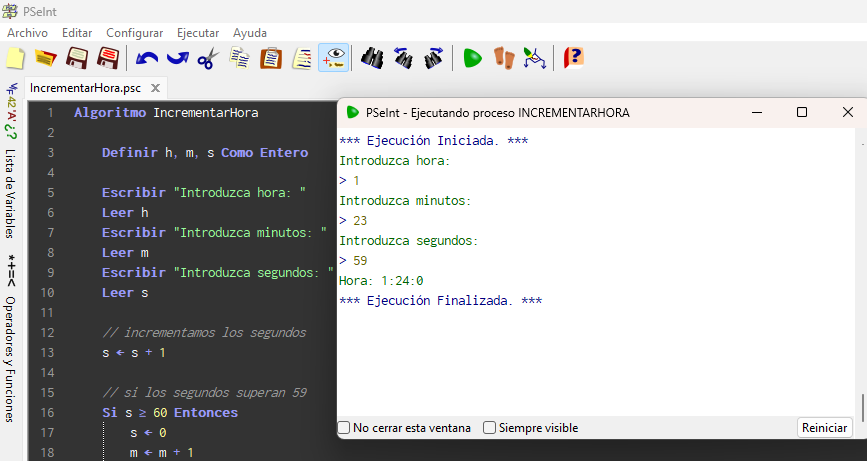 PSeInt
Archivo Editar Configurar Ejecutar Ayuda
IncrementarHora.psc
Lista de Variables
*+=<
Operadores y Funciones
1 Algoritmo IncrementarHora
2
3 Definir h, m, s Como Entero
4
5 Escribir "Introduzca hora: "
6 Leer h
7 Escribir "Introduzca minutos: "
8 Leer m
9 Escribir "Introduzca segundos: "
10 Leer s
11
12 // incrementamos los segundos
13 s ← s + 1
14
15 // si los segundos superan 59
16 Si s ≥ 60 Entonces
17 s ← 0
18 m ← m + 1
PSeInt - Ejecutando proceso INCREMENTARHORA
*** Ejecución Iniciada. ***
Introduzca hora:
> 1
Introduzca minutos:
> 23
Introduzca segundos:
> 59
Hora: 1:24:0
*** Ejecución Finalizada. ***
No cerrar esta ventana Siempre visible Reiniciar